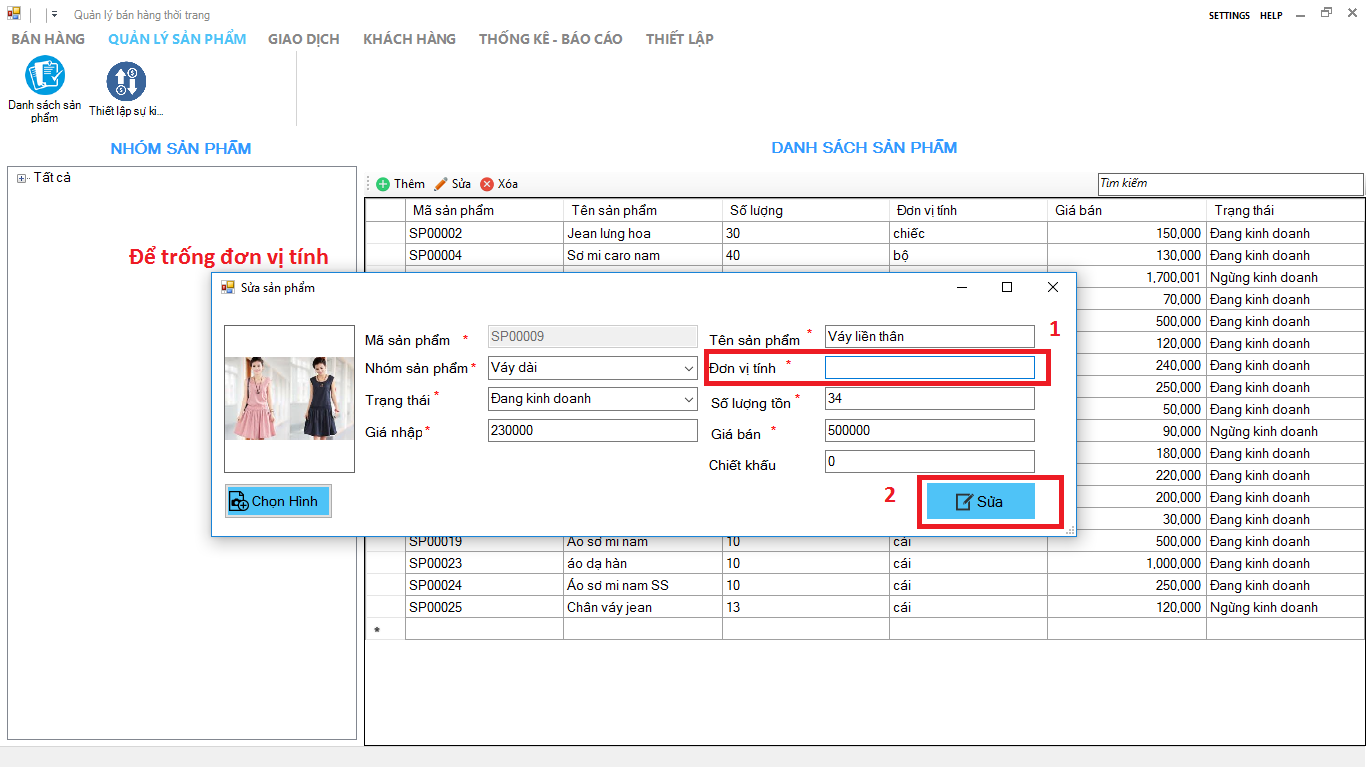 Quản lý bán hàng thời trang
SETTINGS HELP
BÁN HÀNG QUẢN LÝ SẢN PHẨM GIAO DỊCH KHÁCH HÀNG THỐNG KÊ - BÁO CÁO THIẾT LẬP
Danh sách sản phẩm
Thiết lập sự ki...
NHÓM SẢN PHẨM
DANH SÁCH SẢN PHẨM
Tất cả
Thêm Sửa Xóa
Tìm kiếm
Mã sản phẩm Tên sản phẩm Số lượng Đơn vị tính Giá bán Trạng thái
SP00002 Jean lưng hoa 30 chiếc 150,000 Đang kinh doanh
SP00004 Sơ mi caro nam 40 bộ 130,000 Đang kinh doanh
Để trống đơn vị tính
1,700,001 Ngừng kinh doanh
70,000 Đang kinh doanh
500,000 Đang kinh doanh
120,000 Đang kinh doanh
240,000 Đang kinh doanh
250,000 Đang kinh doanh
50,000 Đang kinh doanh
90,000 Ngừng kinh doanh
180,000 Đang kinh doanh
220,000 Đang kinh doanh
200,000 Đang kinh doanh
30,000 Đang kinh doanh
Sửa sản phẩm
Mã sản phẩm * SP00009 Tên sản phẩm * Váy liền thân 1
Nhóm sản phẩm * Váy dài Đơn vị tính *
Trạng thái * Đang kinh doanh Số lượng tồn * 34
Giá nhập * 230000 Giá bán * 500000
Chiết khấu 0
Chọn Hình
2 Sửa
SP00019 Áo sơ mi nam 10 cái 500,000 Đang kinh doanh
SP00023 áo dạ hàn 10 cái 1,000,000 Đang kinh doanh
SP00024 Áo sơ mi nam SS 10 cái 250,000 Đang kinh doanh
SP00025 Chân váy jean 13 cái 120,000 Ngừng kinh doanh
*